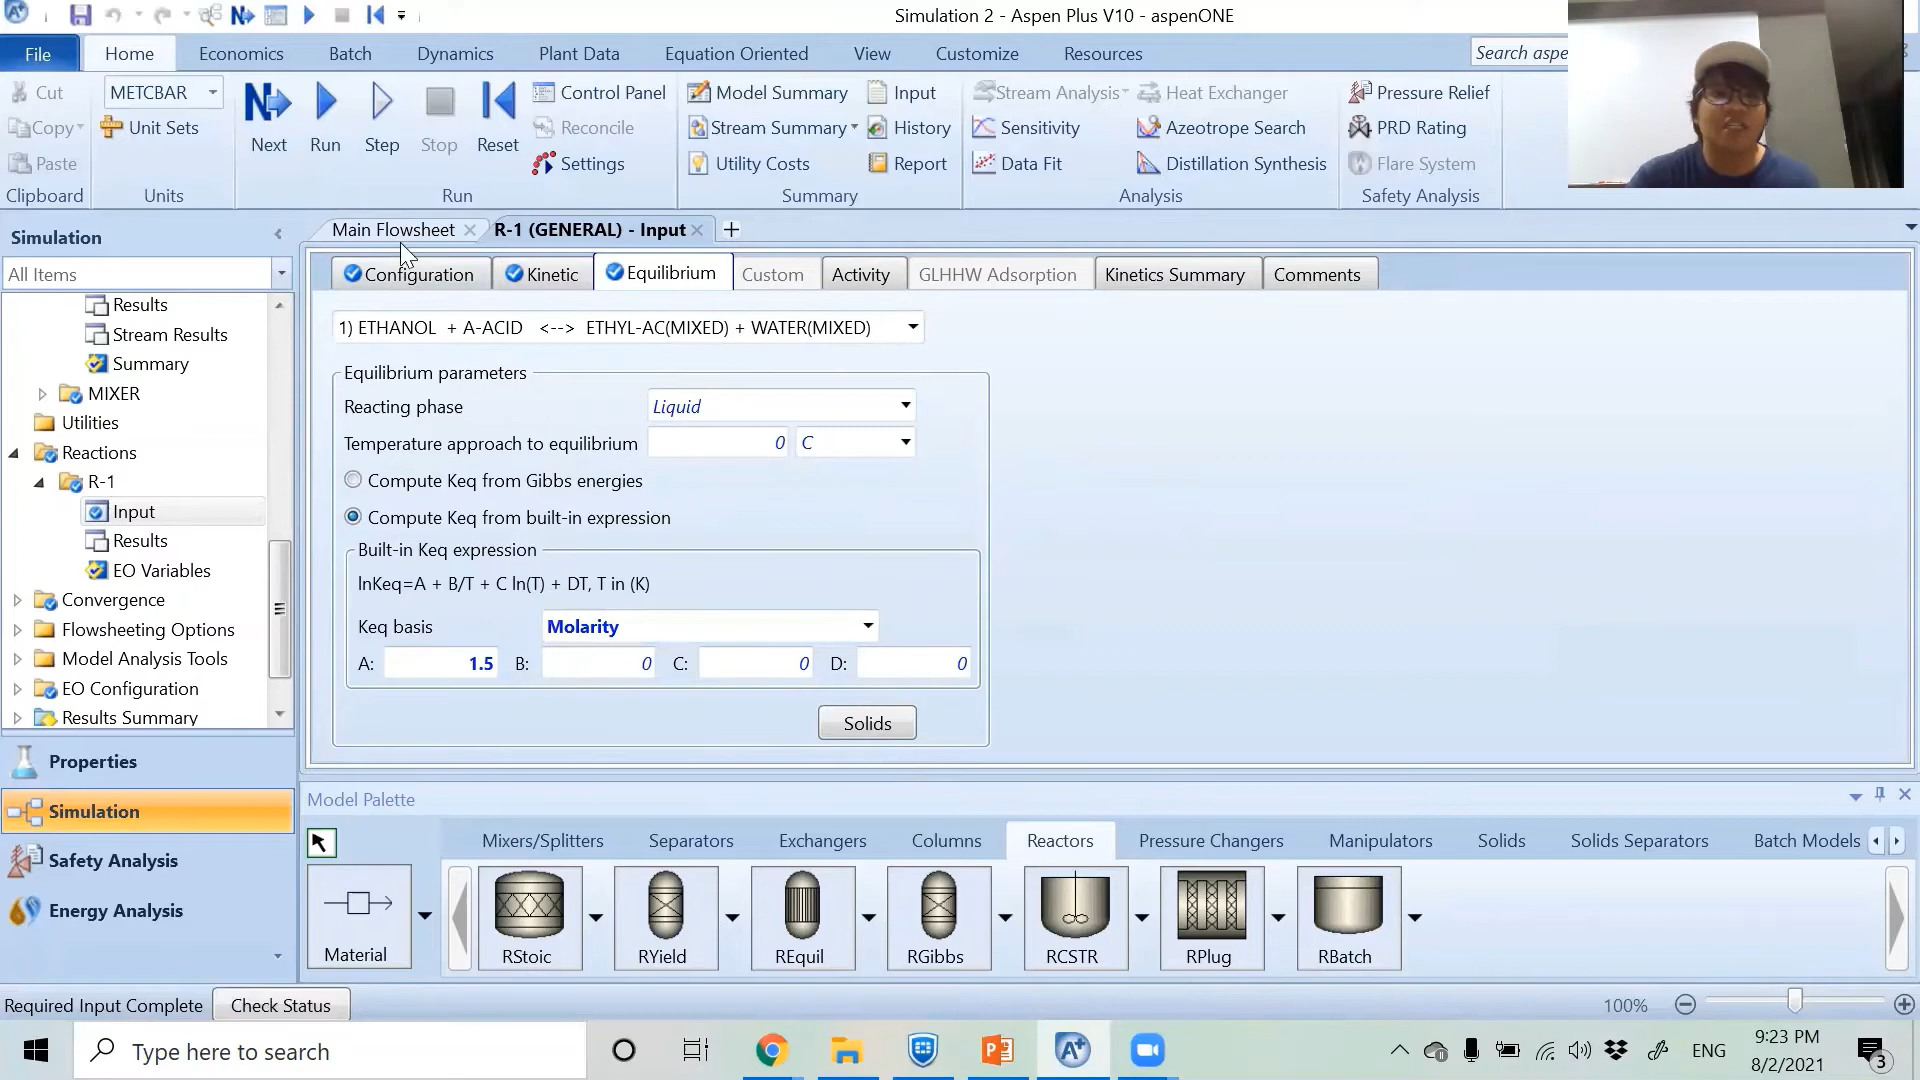 Simulation 2 - Aspen Plus V10 - aspenONE
File Home Economics Batch Dynamics Plant Data Equation Oriented View Customize Resources Search aspe
Cut METCBAR Control Panel Model Summary Input Stream Analysis Heat Exchanger Pressure Relief
Copy Unit Sets Next Run Step Stop Reset Reconcile Stream Summary History Sensitivity Azeotrope Search PRD Rating
Paste Settings Utility Costs Report Data Fit Distillation Synthesis Flare System
Clipboard Units Run Summary Analysis Safety Analysis
Simulation
All Items
Results
Stream Results
Summary
MIXER
Utilities
Reactions
R-1
Input
Results
EO Variables
Convergence
Flowsheeting Options
Model Analysis Tools
EO Configuration
Results Summary
Properties
Simulation
Safety Analysis
Energy Analysis
Main Flowsheet R-1 (GENERAL) - Input +
Configuration Kinetic Equilibrium Custom Activity GLHHW Adsorption Kinetics Summary Comments
1) ETHANOL + A-ACID <--> ETHYL-AC(MIXED) + WATER(MIXED)
Equilibrium parameters
Reacting phase Liquid
Temperature approach to equilibrium 0 C
Compute Keq from Gibbs energies
Compute Keq from built-in expression
Built-in Keq expression
lnKeq=A + B/T + C ln(T) + DT, T in (K)
Keq basis Molarity
A: 1.5 B: 0 C: 0 D: 0
Solids
Model Palette
Mixers/Splitters Separators Exchangers Columns Reactors Pressure Changers Manipulators Solids Solids Separators Batch Models
Material RStoic RYield REquil RGibbs RCSTR RPlug RBatch
Required Input Complete Check Status 100%
Type here to search ENG 9:23 PM
8/2/2021 3